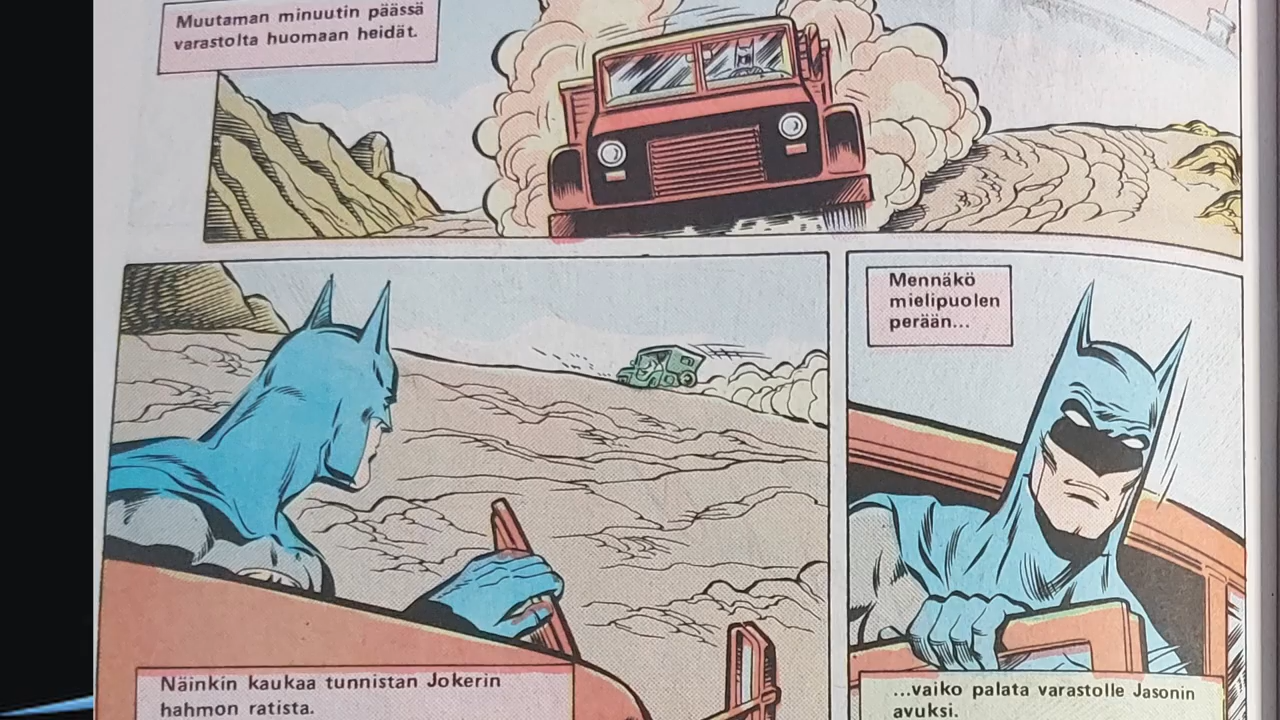 Muutaman minuutin päässä
varastolta huomaan heidät.
Näinkin kaukaa tunnistan Jokerin
hahmon ratista.
Mennäkö
mielipuolen
perään...
...vaiko palata varastolle Jasonin
avuksi.